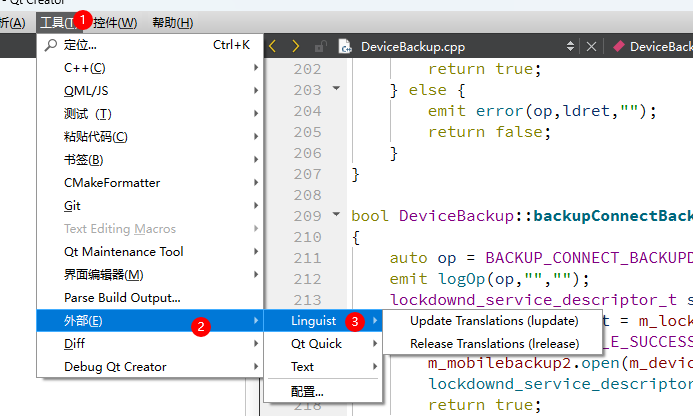 - Qt Creator
析(A) 工具(T) 1 控件(W) 帮助(H)
定位... Ctrl+K
C++(C)
QML/JS
测试 (T)
粘贴代码(C)
书签(B)
CMakeFormatter
Git
Text Editing Macros
Qt Maintenance Tool
界面编辑器(M)
Parse Build Output...
外部(E) 2
Diff
Debug Qt Creator
Linguist 3
Qt Quick
Text
配置...
Update Translations (lupdate)
Release Translations (lrelease)
DeviceBackup.cpp DeviceBack
202 return true;
203 } else {
204 emit error(op,ldret,"");
205 return false;
206 }
207 }
208
209 bool DeviceBackup::backupConnectBac
210 {
211 auto op = BACKUP_CONNECT_BACKUPD
212 emit logOp(op,"","");
213 lockdownd_service_descriptor_t s
t = m_lock
E_SUCCESS
m_mobilebackup2.open(m_devic
lockdownd_service_descriptor
return true;